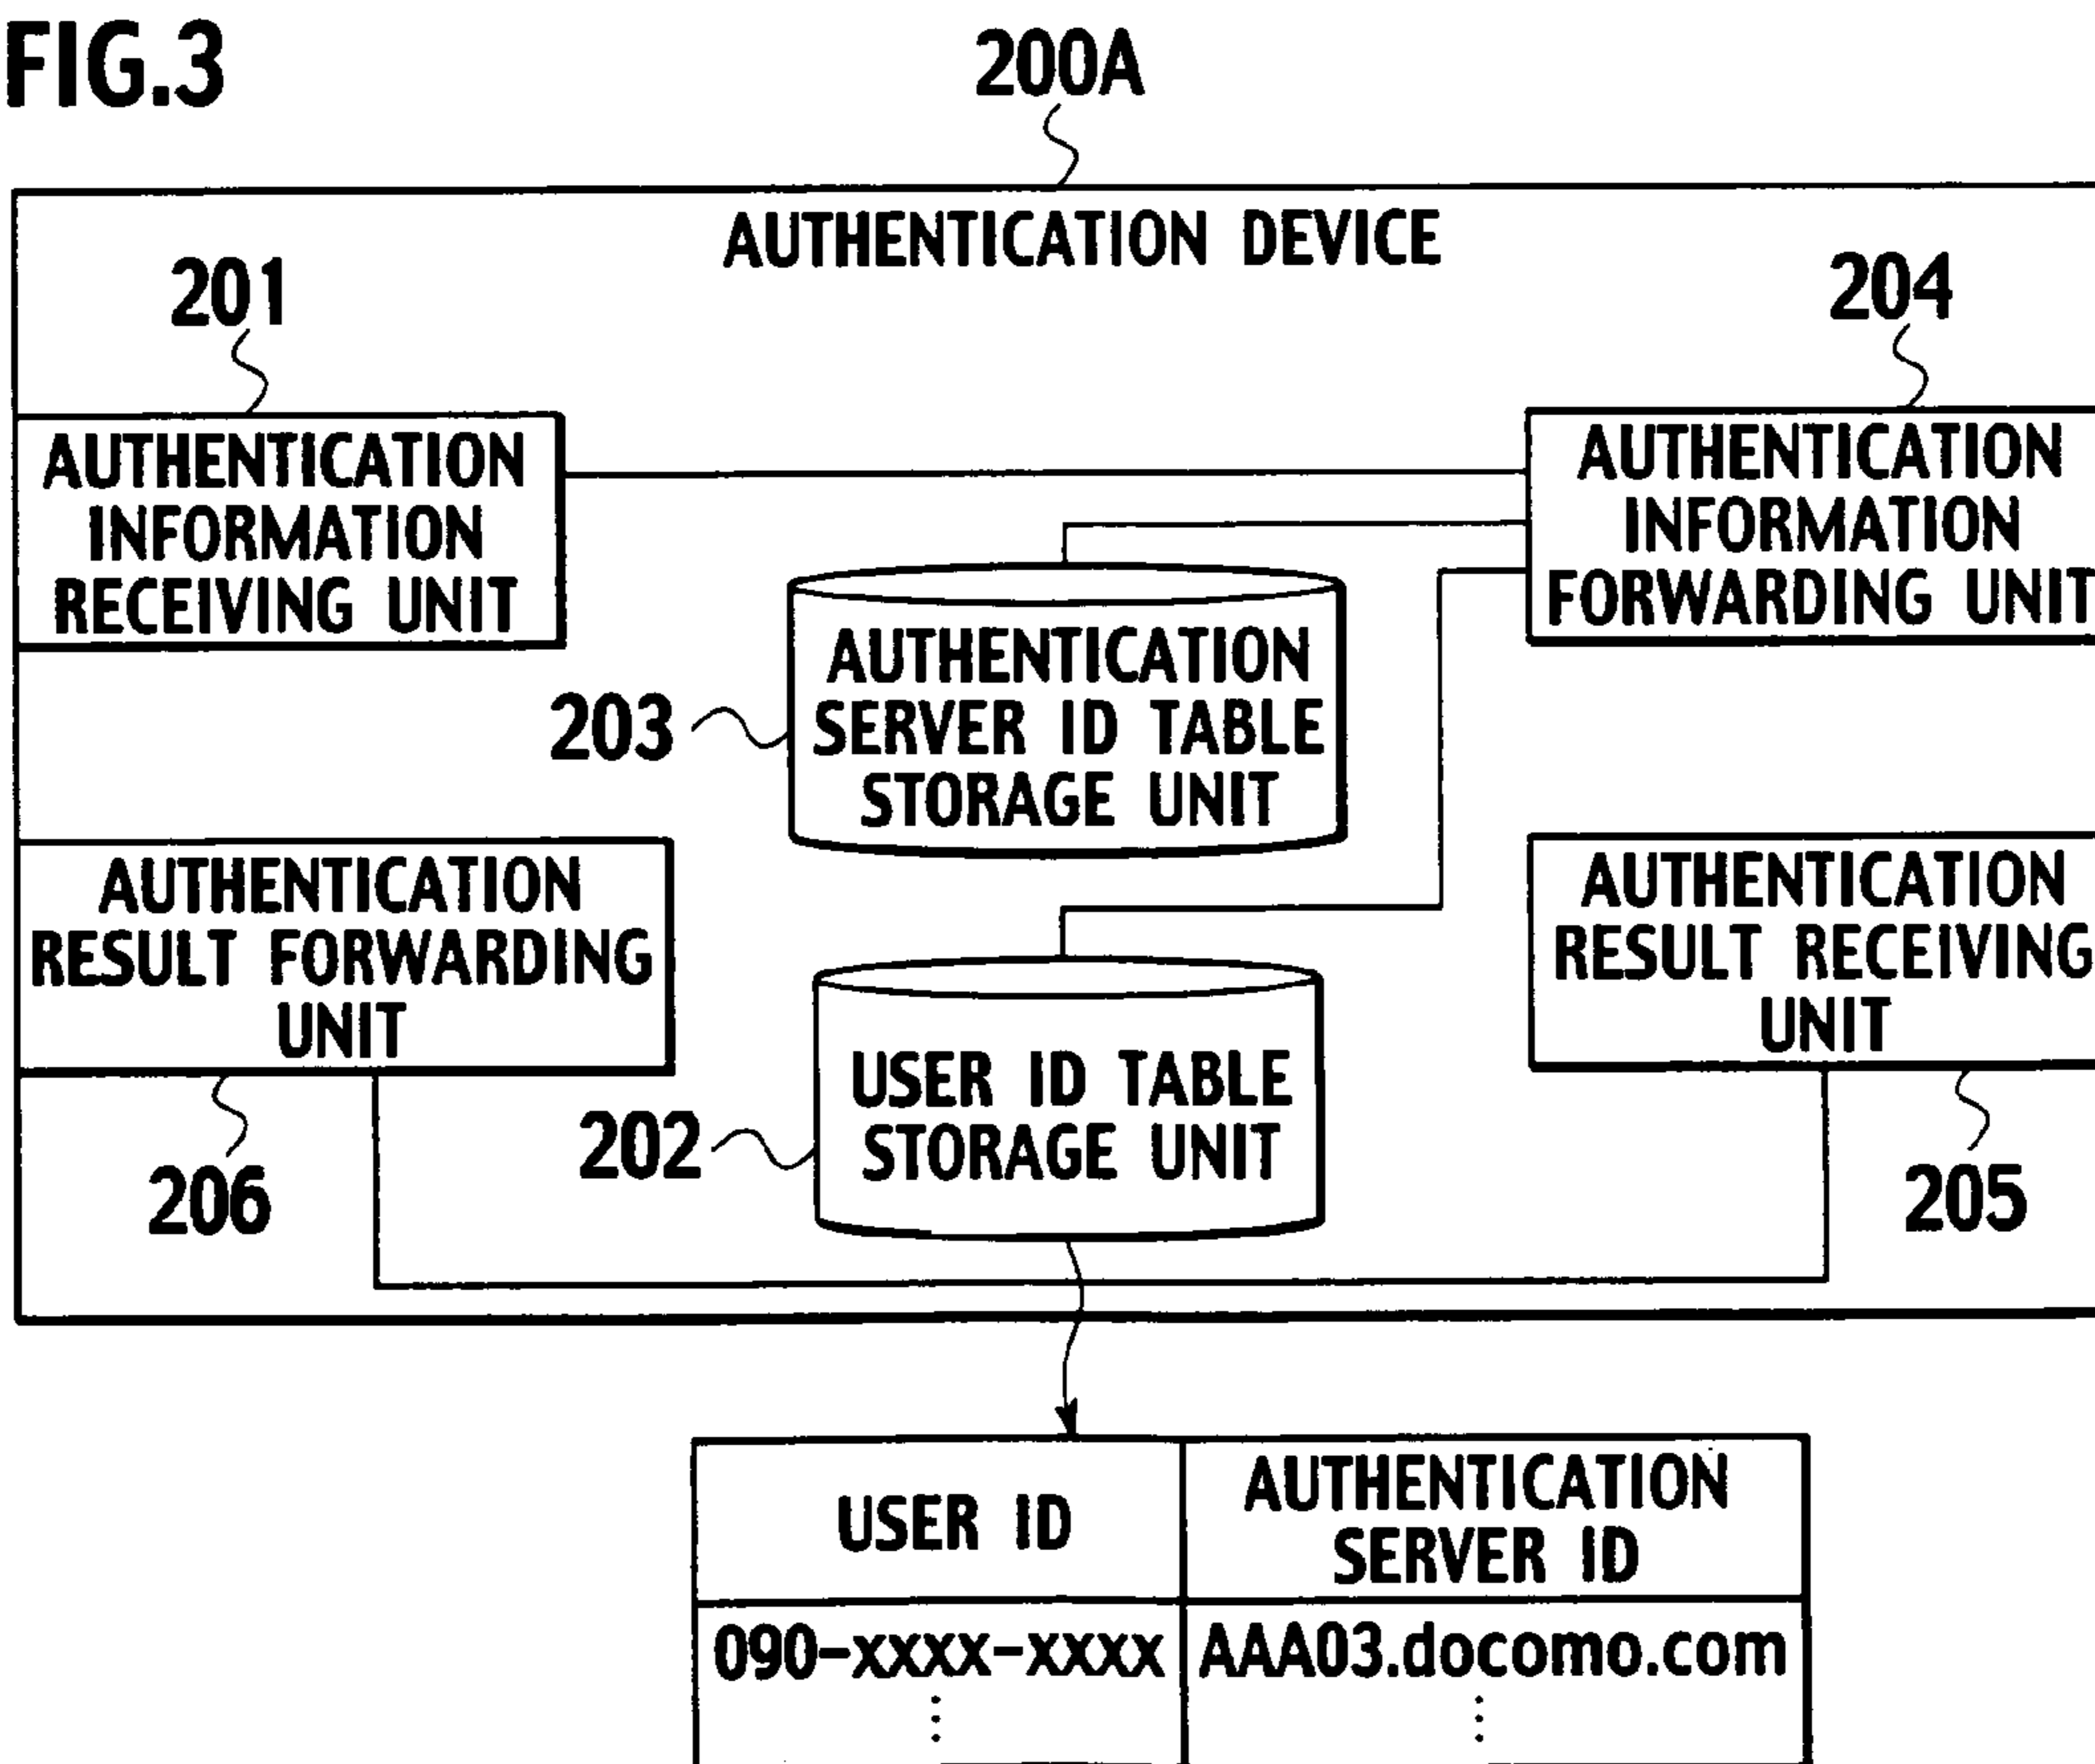 FIG.3
200A
AUTHENTICATION DEVICE
201
204
AUTHENTICATION
INFORMATION
RECEIVING UNIT
AUTHENTICATION
INFORMATION
FORWARDING UNIT
203
AUTHENTICATION
SERVER ID TABLE
STORAGE UNIT
AUTHENTICATION
RESULT FORWARDING
UNIT
AUTHENTICATION
RESULT RECEIVING
UNIT
206
202
USER ID TABLE
STORAGE UNIT
205
USER ID
AUTHENTICATION
SERVER ID
090-xxxx-xxxx
AAA03.docomo.com